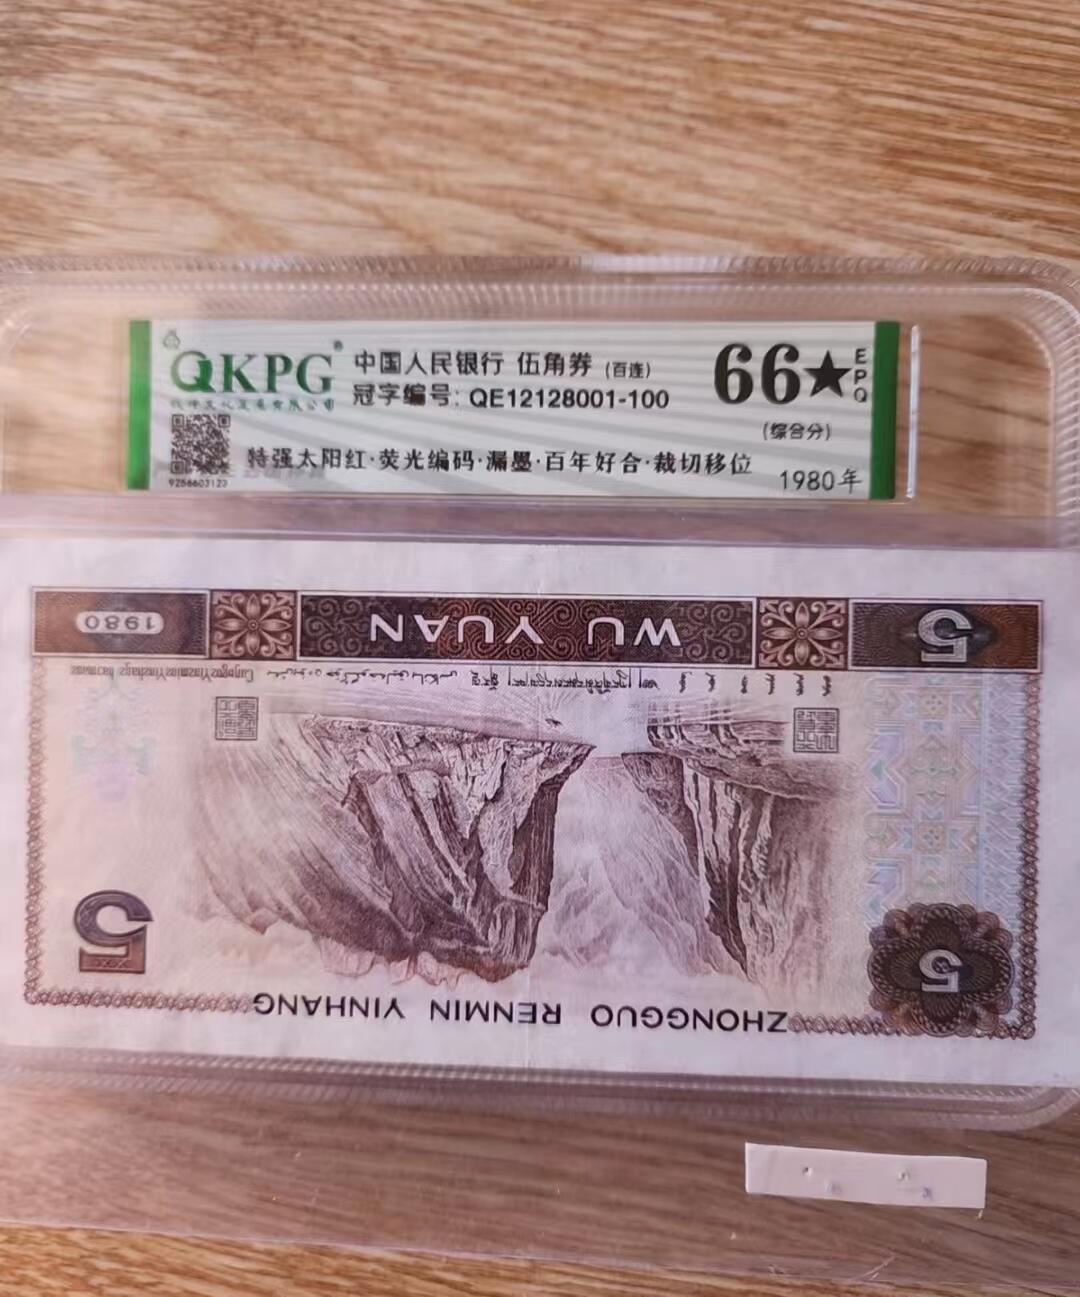 QKPG®
中国人民银行 伍角券 (百连)
冠字编号: QE12128001-100
66★
EPQ
(综合分)
特强太阳红·荧光编码·漏墨·百年好合·裁切移位
1980年
9256603123
1980
WU YUAN
5
5
5
ZHONGGUO RENMIN YINHANG